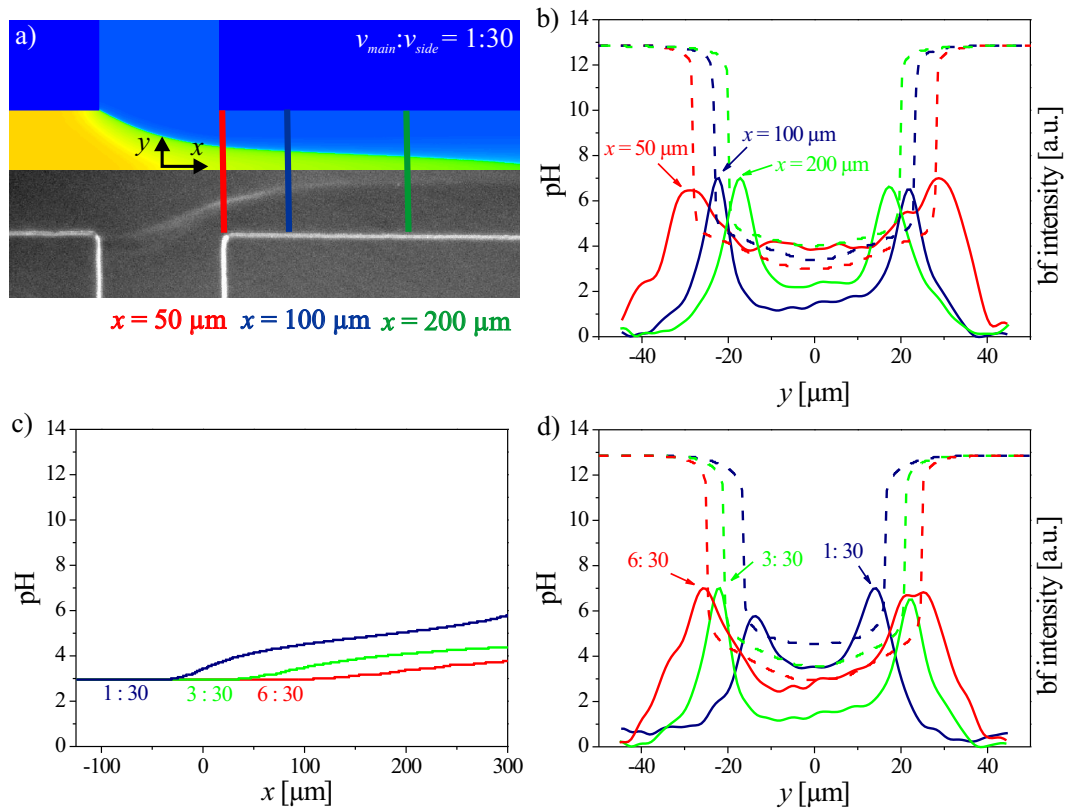 a)
v_main:v_side = 1:30
y
x
x = 50 μm
x = 100 μm
x = 200 μm
b)
14
12
10
8
6
4
2
0
pH
-40
-20
0
20
40
y [μm]
bf intensity [a.u.]
x = 50 μm
x = 100 μm
x = 200 μm
c)
14
12
10
8
6
4
2
0
pH
1:30
3:30
6:30
-100
0
100
200
300
x [μm]
d)
14
12
10
8
6
4
2
0
pH
6:30
3:30
1:30
-40
-20
0
20
40
y [μm]
bf intensity [a.u.]